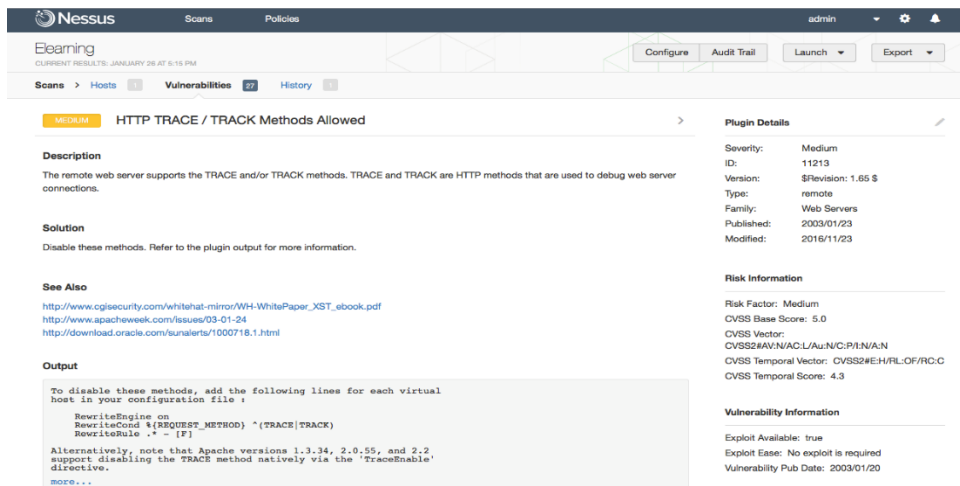 Nessus Scans Policies admin
Elearning
CURRENT RESULTS: JANUARY 26 AT 5:15 PM
Configure Audit Trail Launch Export
Scans > Hosts 1 Vulnerabilities 27 History 1
MEDIUM HTTP TRACE / TRACK Methods Allowed >
Description
The remote web server supports the TRACE and/or TRACK methods. TRACE and TRACK are HTTP methods that are used to debug web server
connections.
Solution
Disable these methods. Refer to the plugin output for more information.
See Also
http://www.cgisecurity.com/whitehat-mirror/WH-WhitePaper_XST_ebook.pdf
http://www.apacheweek.com/issues/03-01-24
http://download.oracle.com/sunalerts/1000718.1.html
Output
To disable these methods, add the following lines for each virtual
host in your configuration file :
RewriteEngine on
RewriteCond %{REQUEST_METHOD} ^(TRACE|TRACK)
RewriteRule .* - [F]
Alternatively, note that Apache versions 1.3.34, 2.0.55, and 2.2
support disabling the TRACE method natively via the 'TraceEnable'
directive.
more...
Plugin Details
Severity: Medium
ID: 11213
Version: $Revision: 1.65 $
Type: remote
Family: Web Servers
Published: 2003/01/23
Modified: 2016/11/23
Risk Information
Risk Factor: Medium
CVSS Base Score: 5.0
CVSS Vector:
CVSS2#AV:N/AC:L/Au:N/C:P/I:N/A:N
CVSS Temporal Vector: CVSS2#E:H/RL:OF/RC:C
CVSS Temporal Score: 4.3
Vulnerability Information
Exploit Available: true
Exploit Ease: No exploit is required
Vulnerability Pub Date: 2003/01/20